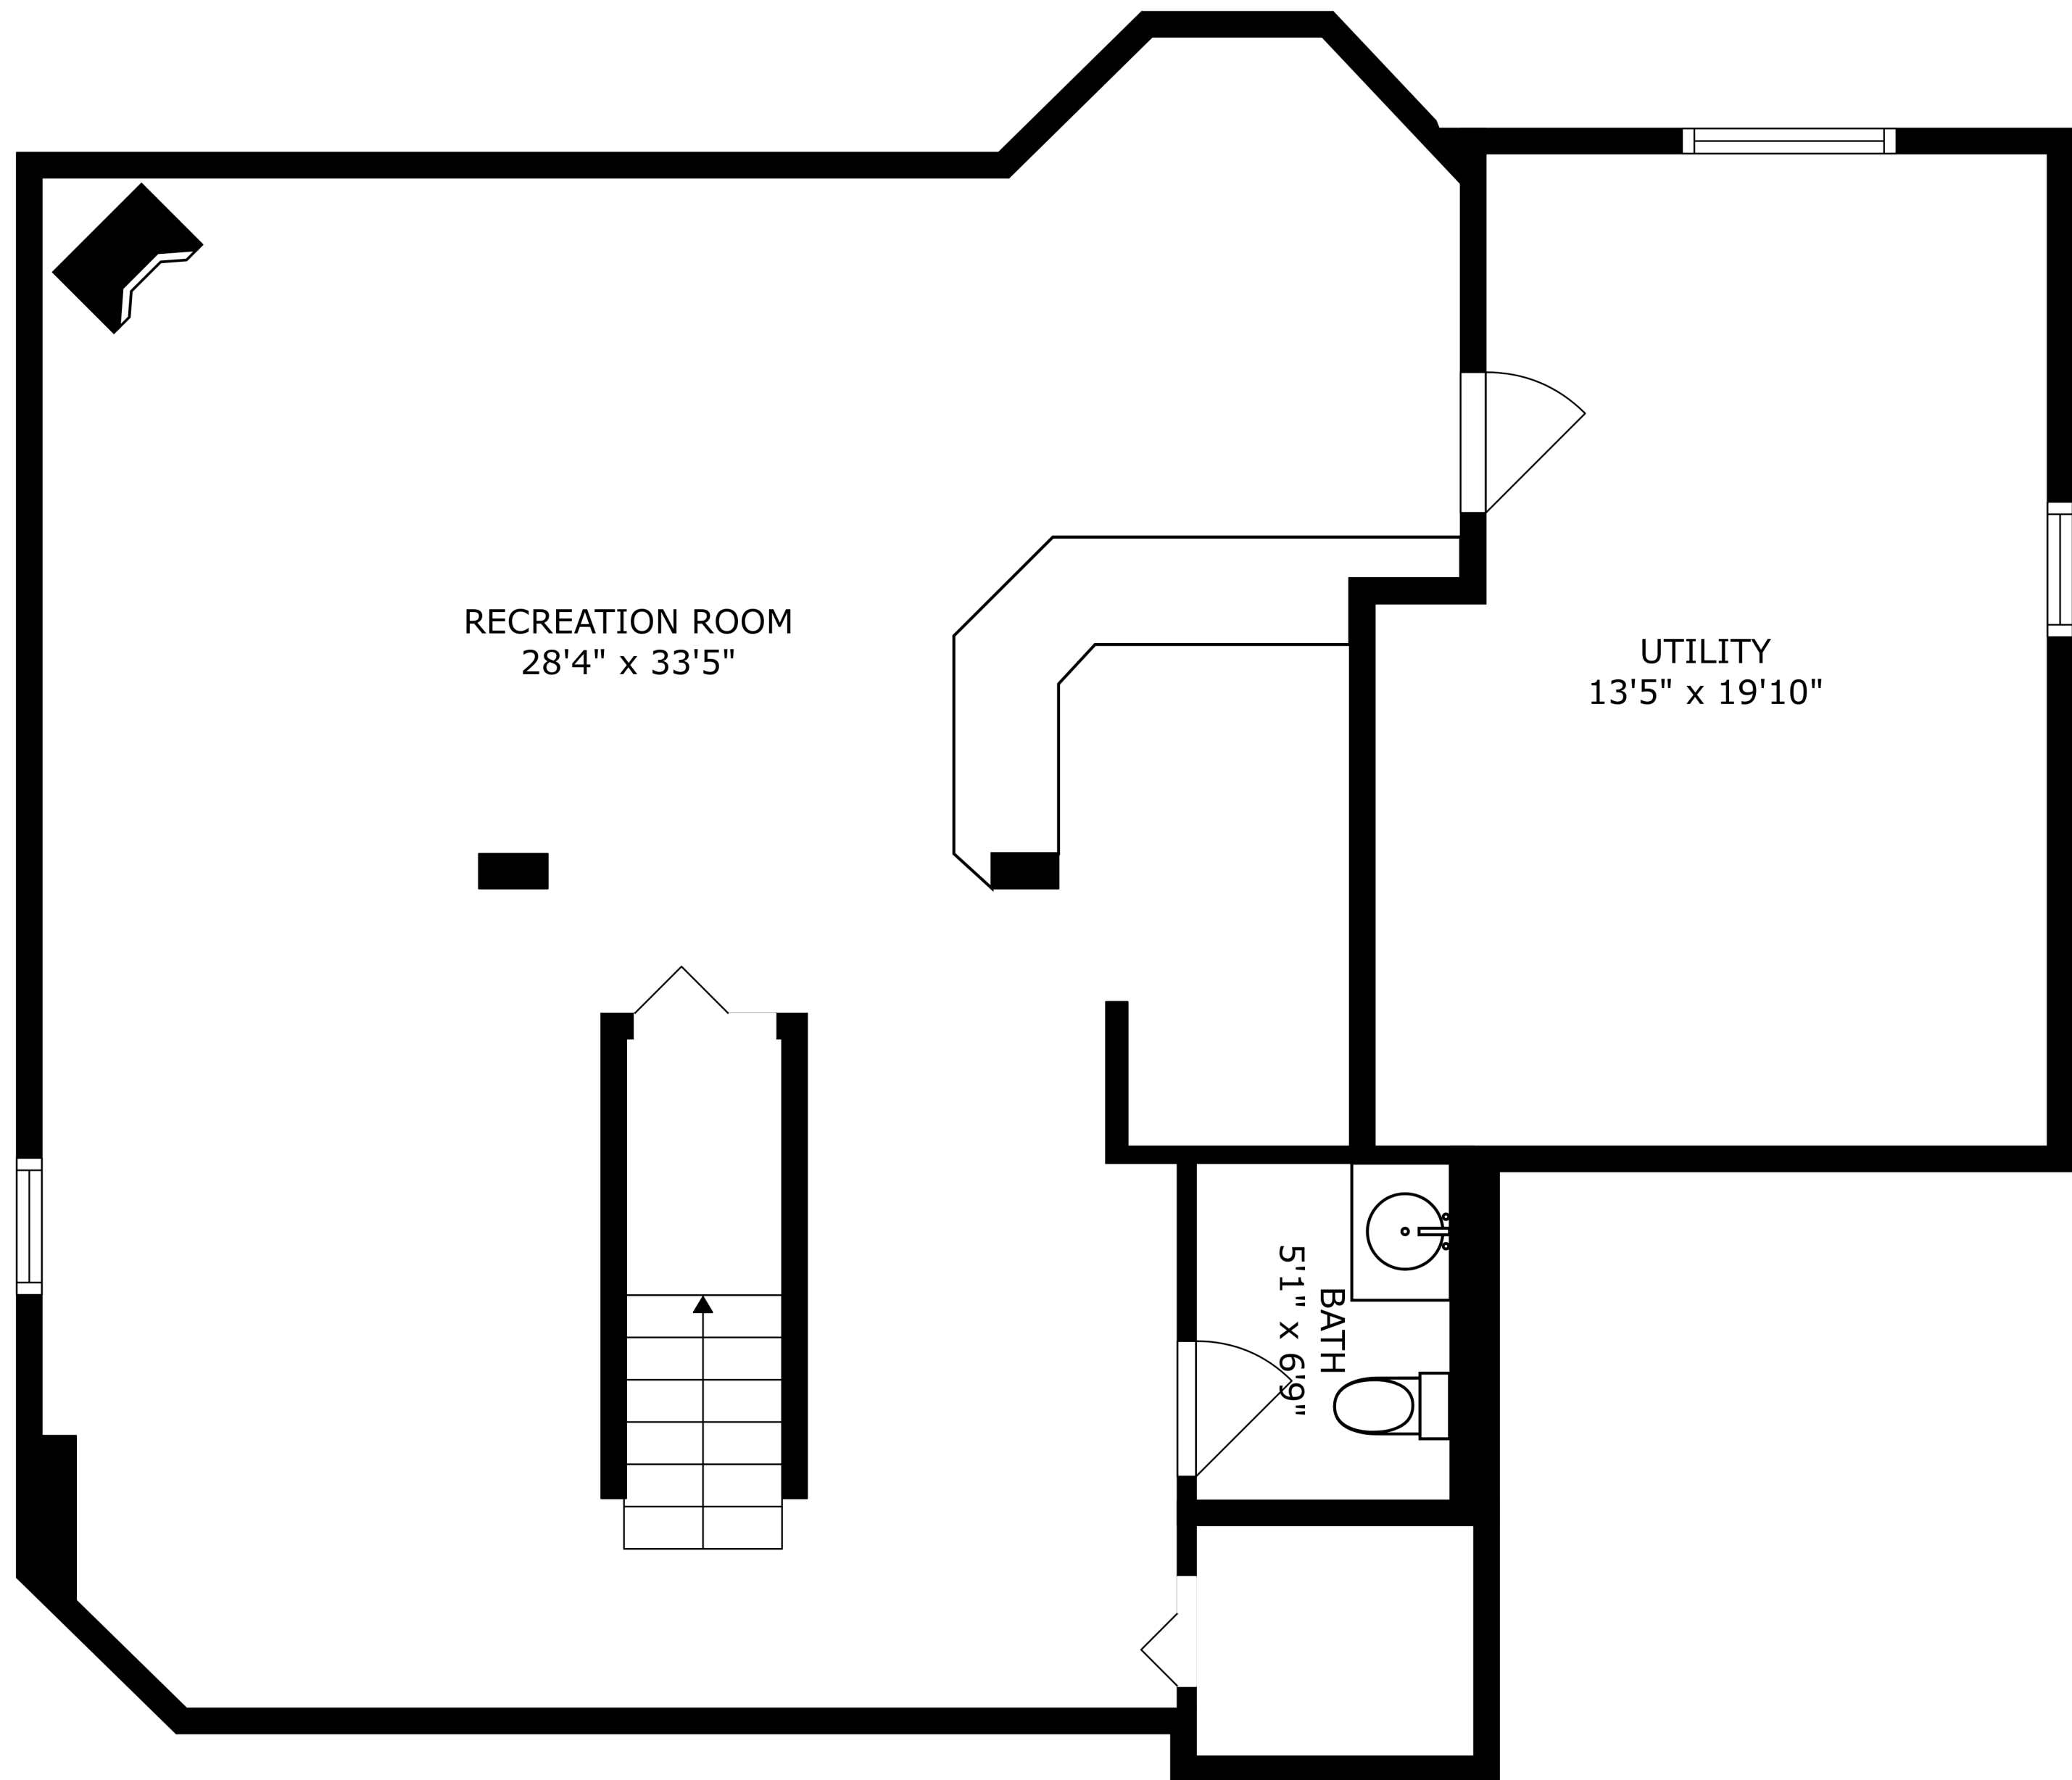 RECREATION ROOM
28'4" x 33'5"
UTILITY
13'5" x 19'10"
BATH
5'1" x 6'9"